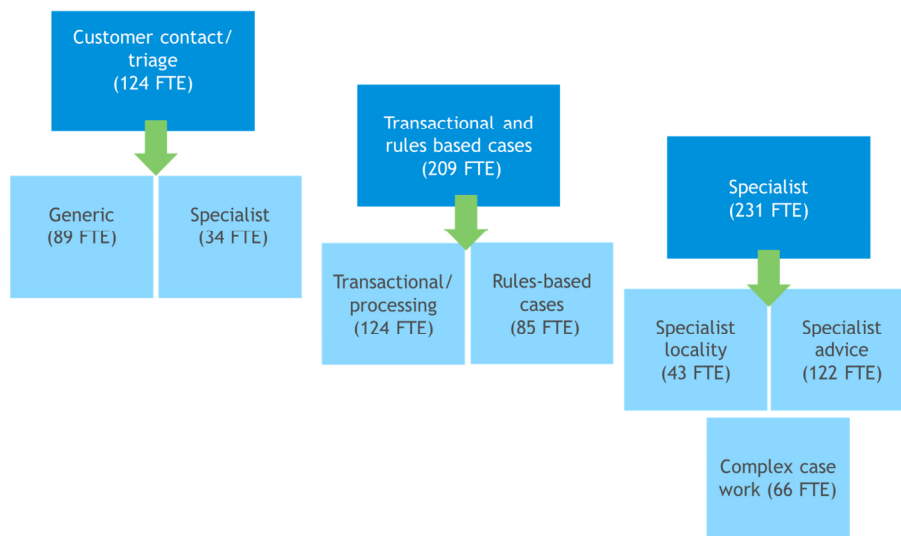 Customer contact/
triage
(124 FTE)
Generic
(89 FTE)
Specialist
(34 FTE)
Transactional and
rules based cases
(209 FTE)
Transactional/
processing
(124 FTE)
Rules-based
cases
(85 FTE)
Specialist
(231 FTE)
Specialist
locality
(43 FTE)
Specialist
advice
(122 FTE)
Complex case
work (66 FTE)